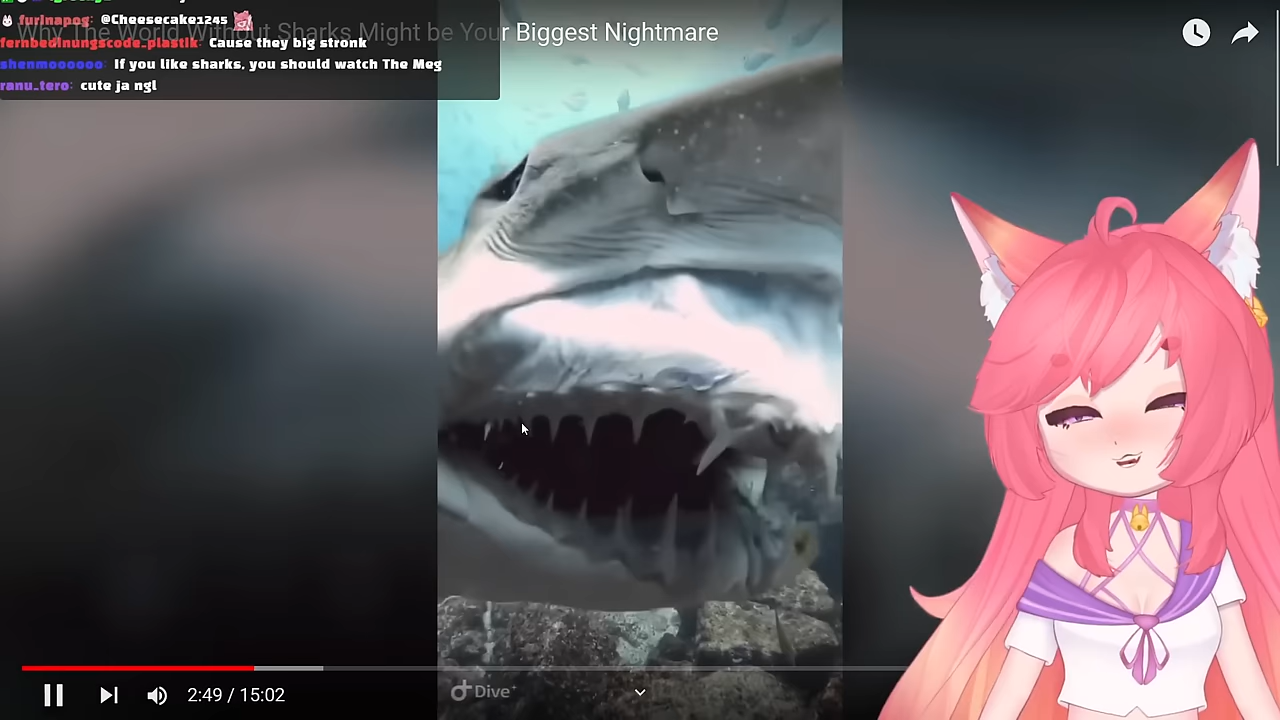 furinapog: @Cheesecake1245
Why The World Without Sharks Might be Your Biggest Nightmare
fernbedinungscode_plastik: Cause they big stronk
shenmoooooo: If you like sharks, you should watch The Meg
ranu_tero: cute ja ngl
2:49 / 15:02
Dive+